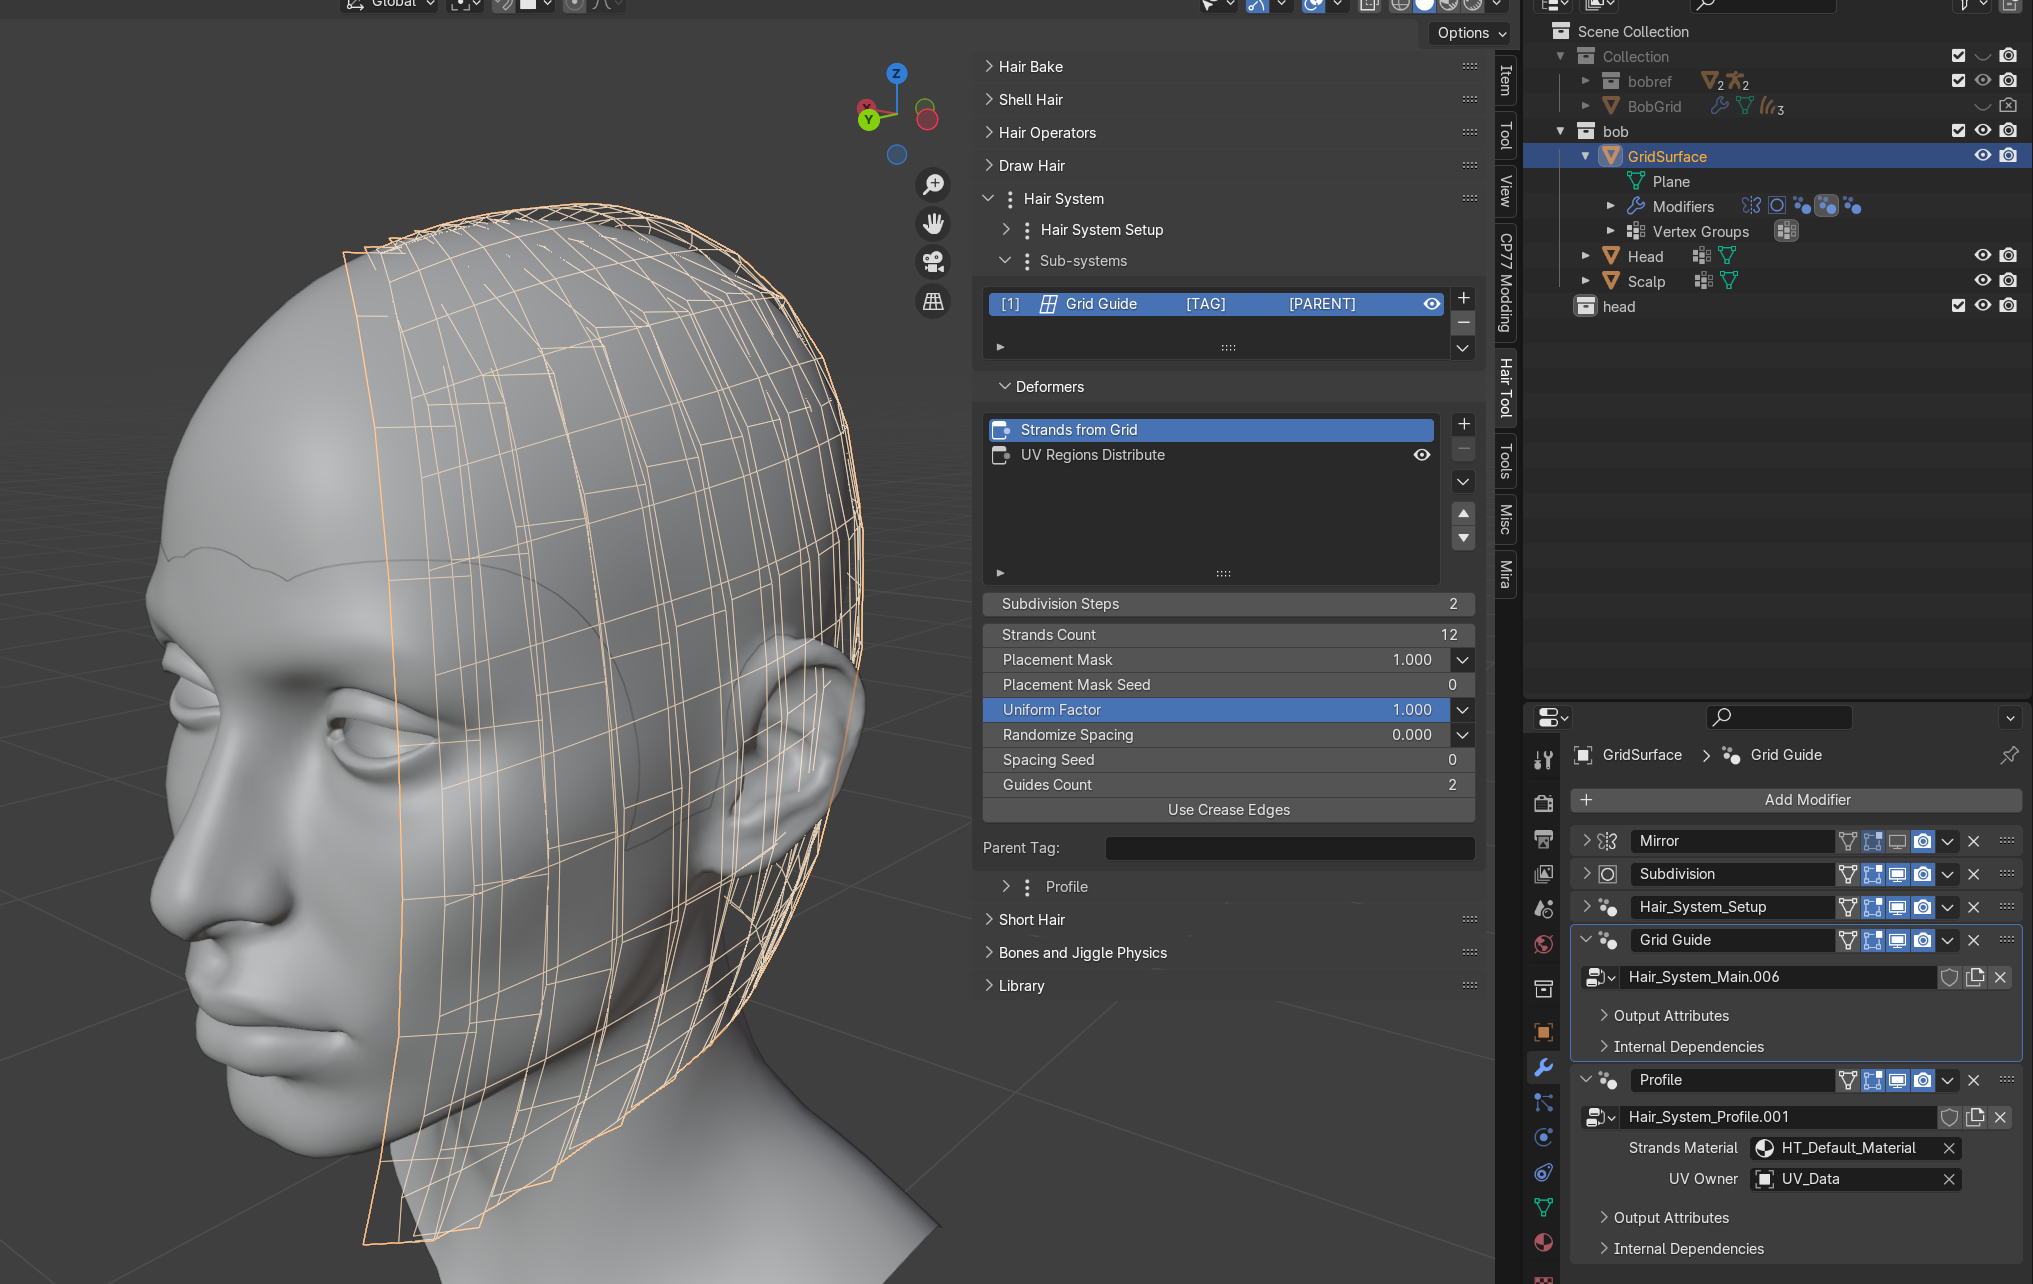 Global
Options
Z
X
Y
Hair Bake
Shell Hair
Hair Operators
Draw Hair
Hair System
Hair System Setup
Sub-systems
[1] Grid Guide [TAG] [PARENT]
Deformers
Strands from Grid
UV Regions Distribute
Subdivision Steps 2
Strands Count 12
Placement Mask 1.000
Placement Mask Seed 0
Uniform Factor 1.000
Randomize Spacing 0.000
Spacing Seed 0
Guides Count 2
Use Crease Edges
Parent Tag:
Profile
Short Hair
Bones and Jiggle Physics
Library
Item
Tool
View
CP77 Modding
Hair Tool
Tools
Misc
Mira
Scene Collection
Collection
bobref 2 2
BobGrid 3
bob
GridSurface
Plane
Modifiers
Vertex Groups
Head
Scalp
head
GridSurface > Grid Guide
Add Modifier
Mirror
Subdivision
Hair_System_Setup
Grid Guide
Hair_System_Main.006
Output Attributes
Internal Dependencies
Profile
Hair_System_Profile.001
Strands Material HT_Default_Material
UV Owner UV_Data
Output Attributes
Internal Dependencies